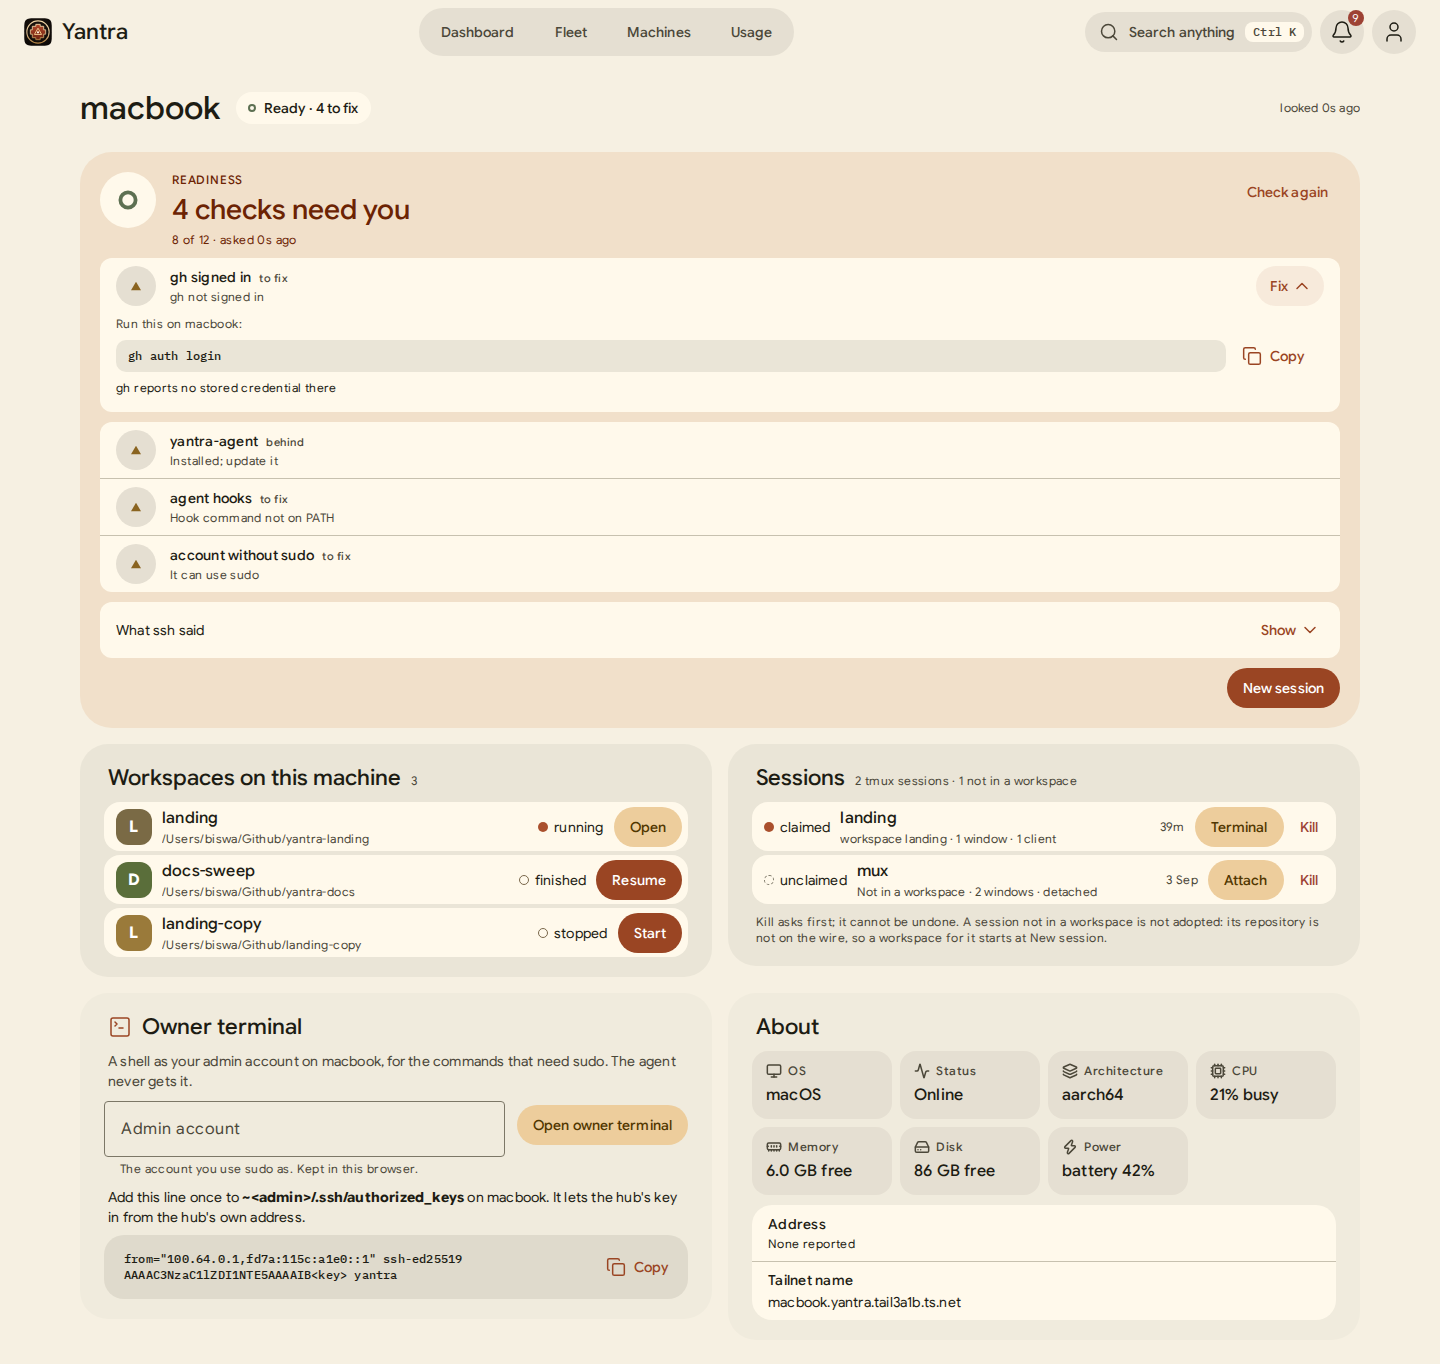 Yantra
Dashboard Fleet Machines Usage
Search anything Ctrl K
9
macbook
Ready · 4 to fix
looked 0s ago
READINESS
4 checks need you
8 of 12 · asked 0s ago
Check again
gh signed in to fix
gh not signed in
Fix
Run this on macbook:
gh auth login
Copy
gh reports no stored credential there
yantra-agent behind
Installed; update it
agent hooks to fix
Hook command not on PATH
account without sudo to fix
It can use sudo
What ssh said
Show
New session
Workspaces on this machine 3
L
landing
/Users/biswa/Github/yantra-landing
running
Open
D
docs-sweep
/Users/biswa/Github/yantra-docs
finished
Resume
L
landing-copy
/Users/biswa/Github/landing-copy
stopped
Start
Sessions 2 tmux sessions · 1 not in a workspace
claimed
landing
workspace landing · 1 window · 1 client
39m
Terminal
Kill
unclaimed
mux
Not in a workspace · 2 windows · detached
3 Sep
Attach
Kill
Kill asks first; it cannot be undone. A session not in a workspace is not adopted: its repository is
not on the wire, so a workspace for it starts at New session.
Owner terminal
A shell as your admin account on macbook, for the commands that need sudo. The agent
never gets it.
Admin account
Open owner terminal
The account you use sudo as. Kept in this browser.
Add this line once to ~<admin>/.ssh/authorized_keys on macbook. It lets the hub's key
in from the hub's own address.
from="100.64.0.1,fd7a:115c:a1e0::1" ssh-ed25519
AAAAC3NzaC1lZDI1NTE5AAAAIB<key> yantra
Copy
About
OS
macOS
Status
Online
Architecture
aarch64
CPU
21% busy
Memory
6.0 GB free
Disk
86 GB free
Power
battery 42%
Address
None reported
Tailnet name
macbook.yantra.tail3a1b.ts.net